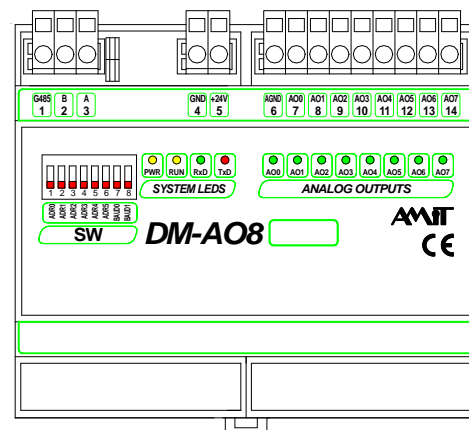 G485 B A GND +24V AGND AO0 AO1 AO2 AO3 AO4 AO5 AO6 AO7
1 2 3 4 5 6 7 8 9 10 11 12 13 14
PWR RUN RxD TxD AO0 AO1 AO2 AO3 AO4 AO5 AO6 AO7
SYSTEM LEDS ANALOG OUTPUTS
1 2 3 4 5 6 7 8
ADR0 ADR1 ADR2 ADR3 ADR4 ADR5 BAUD0 BAUD1
SW
DM-AO8
AMiT
CE